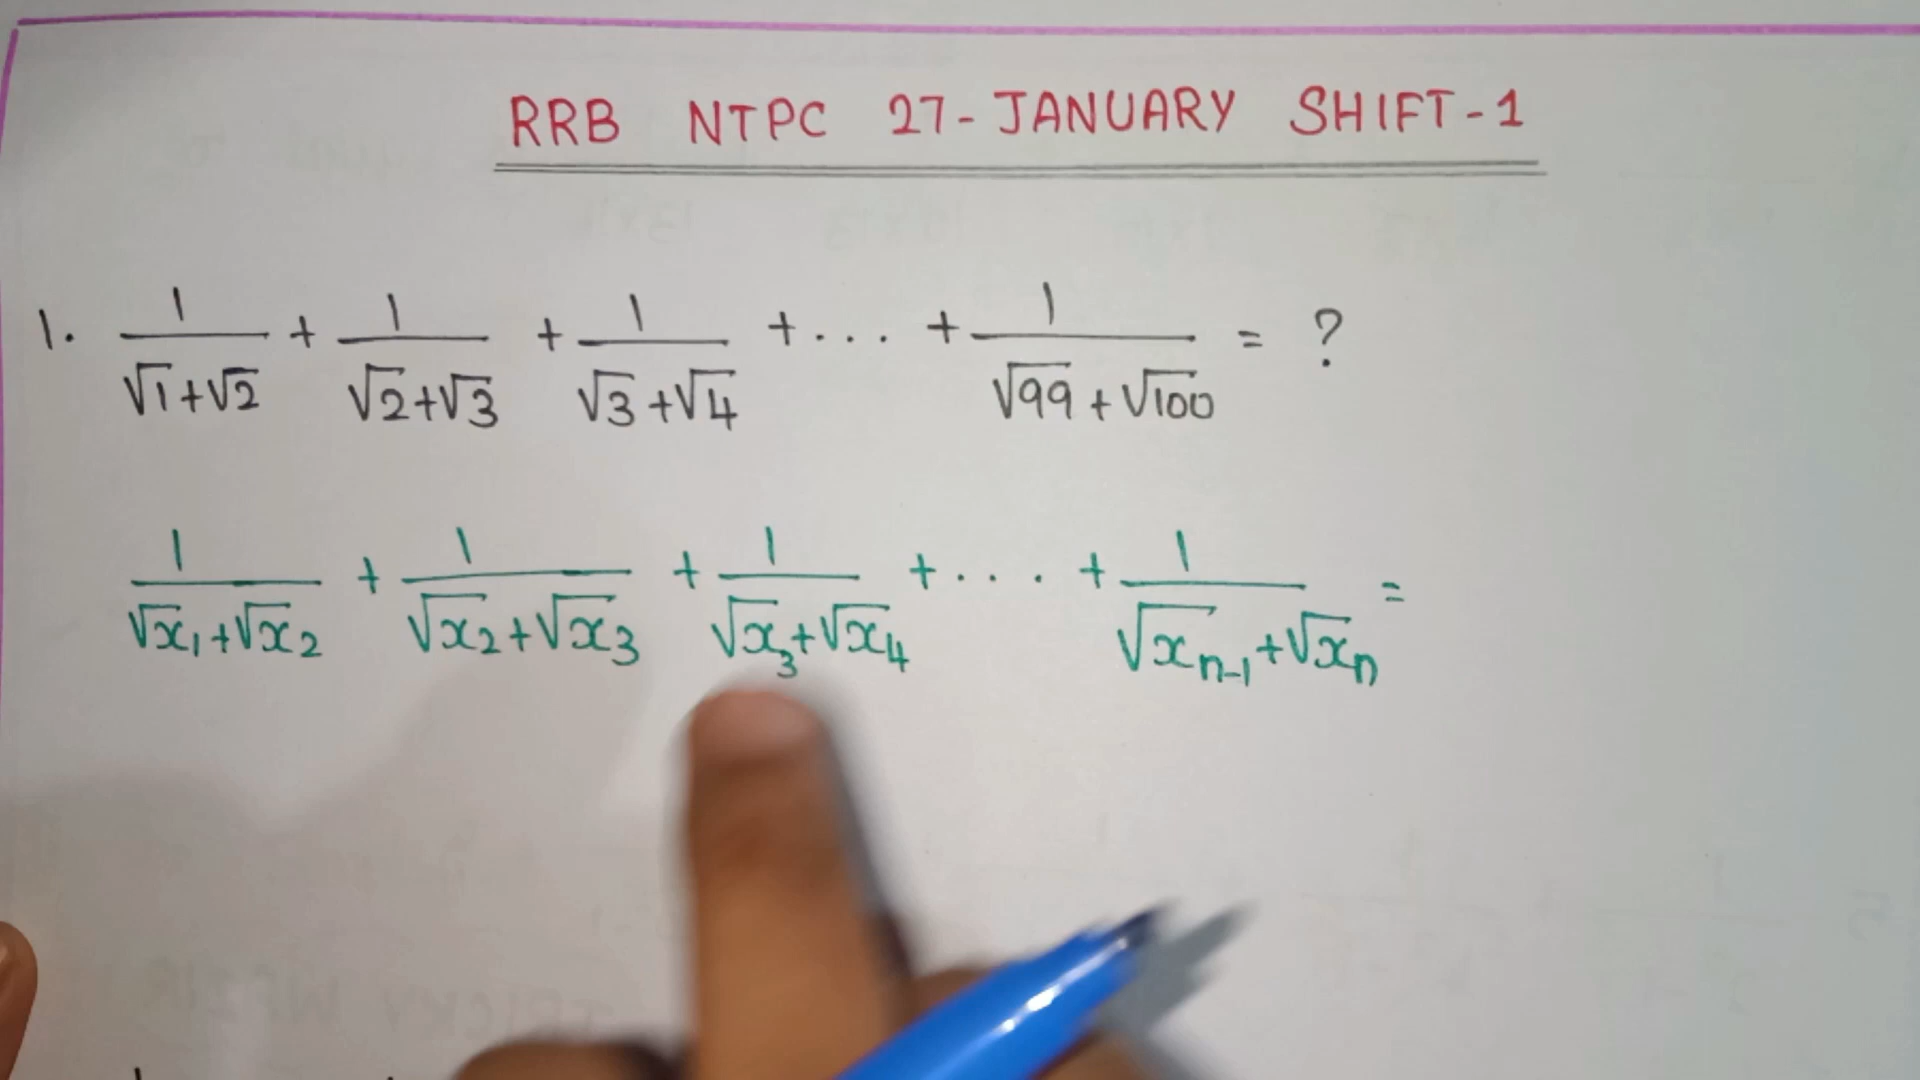 RRB NTPC 27-JANUARY SHIFT-1
1. 1/(√1+√2) + 1/(√2+√3) + 1/(√3+√4) +... + 1/(√99+√100) = ?
1/(√x₁+√x₂) + 1/(√x₂+√x₃) + 1/(√x₃+√x₄) +.... + 1/(√xₙ₋₁+√xₙ) =